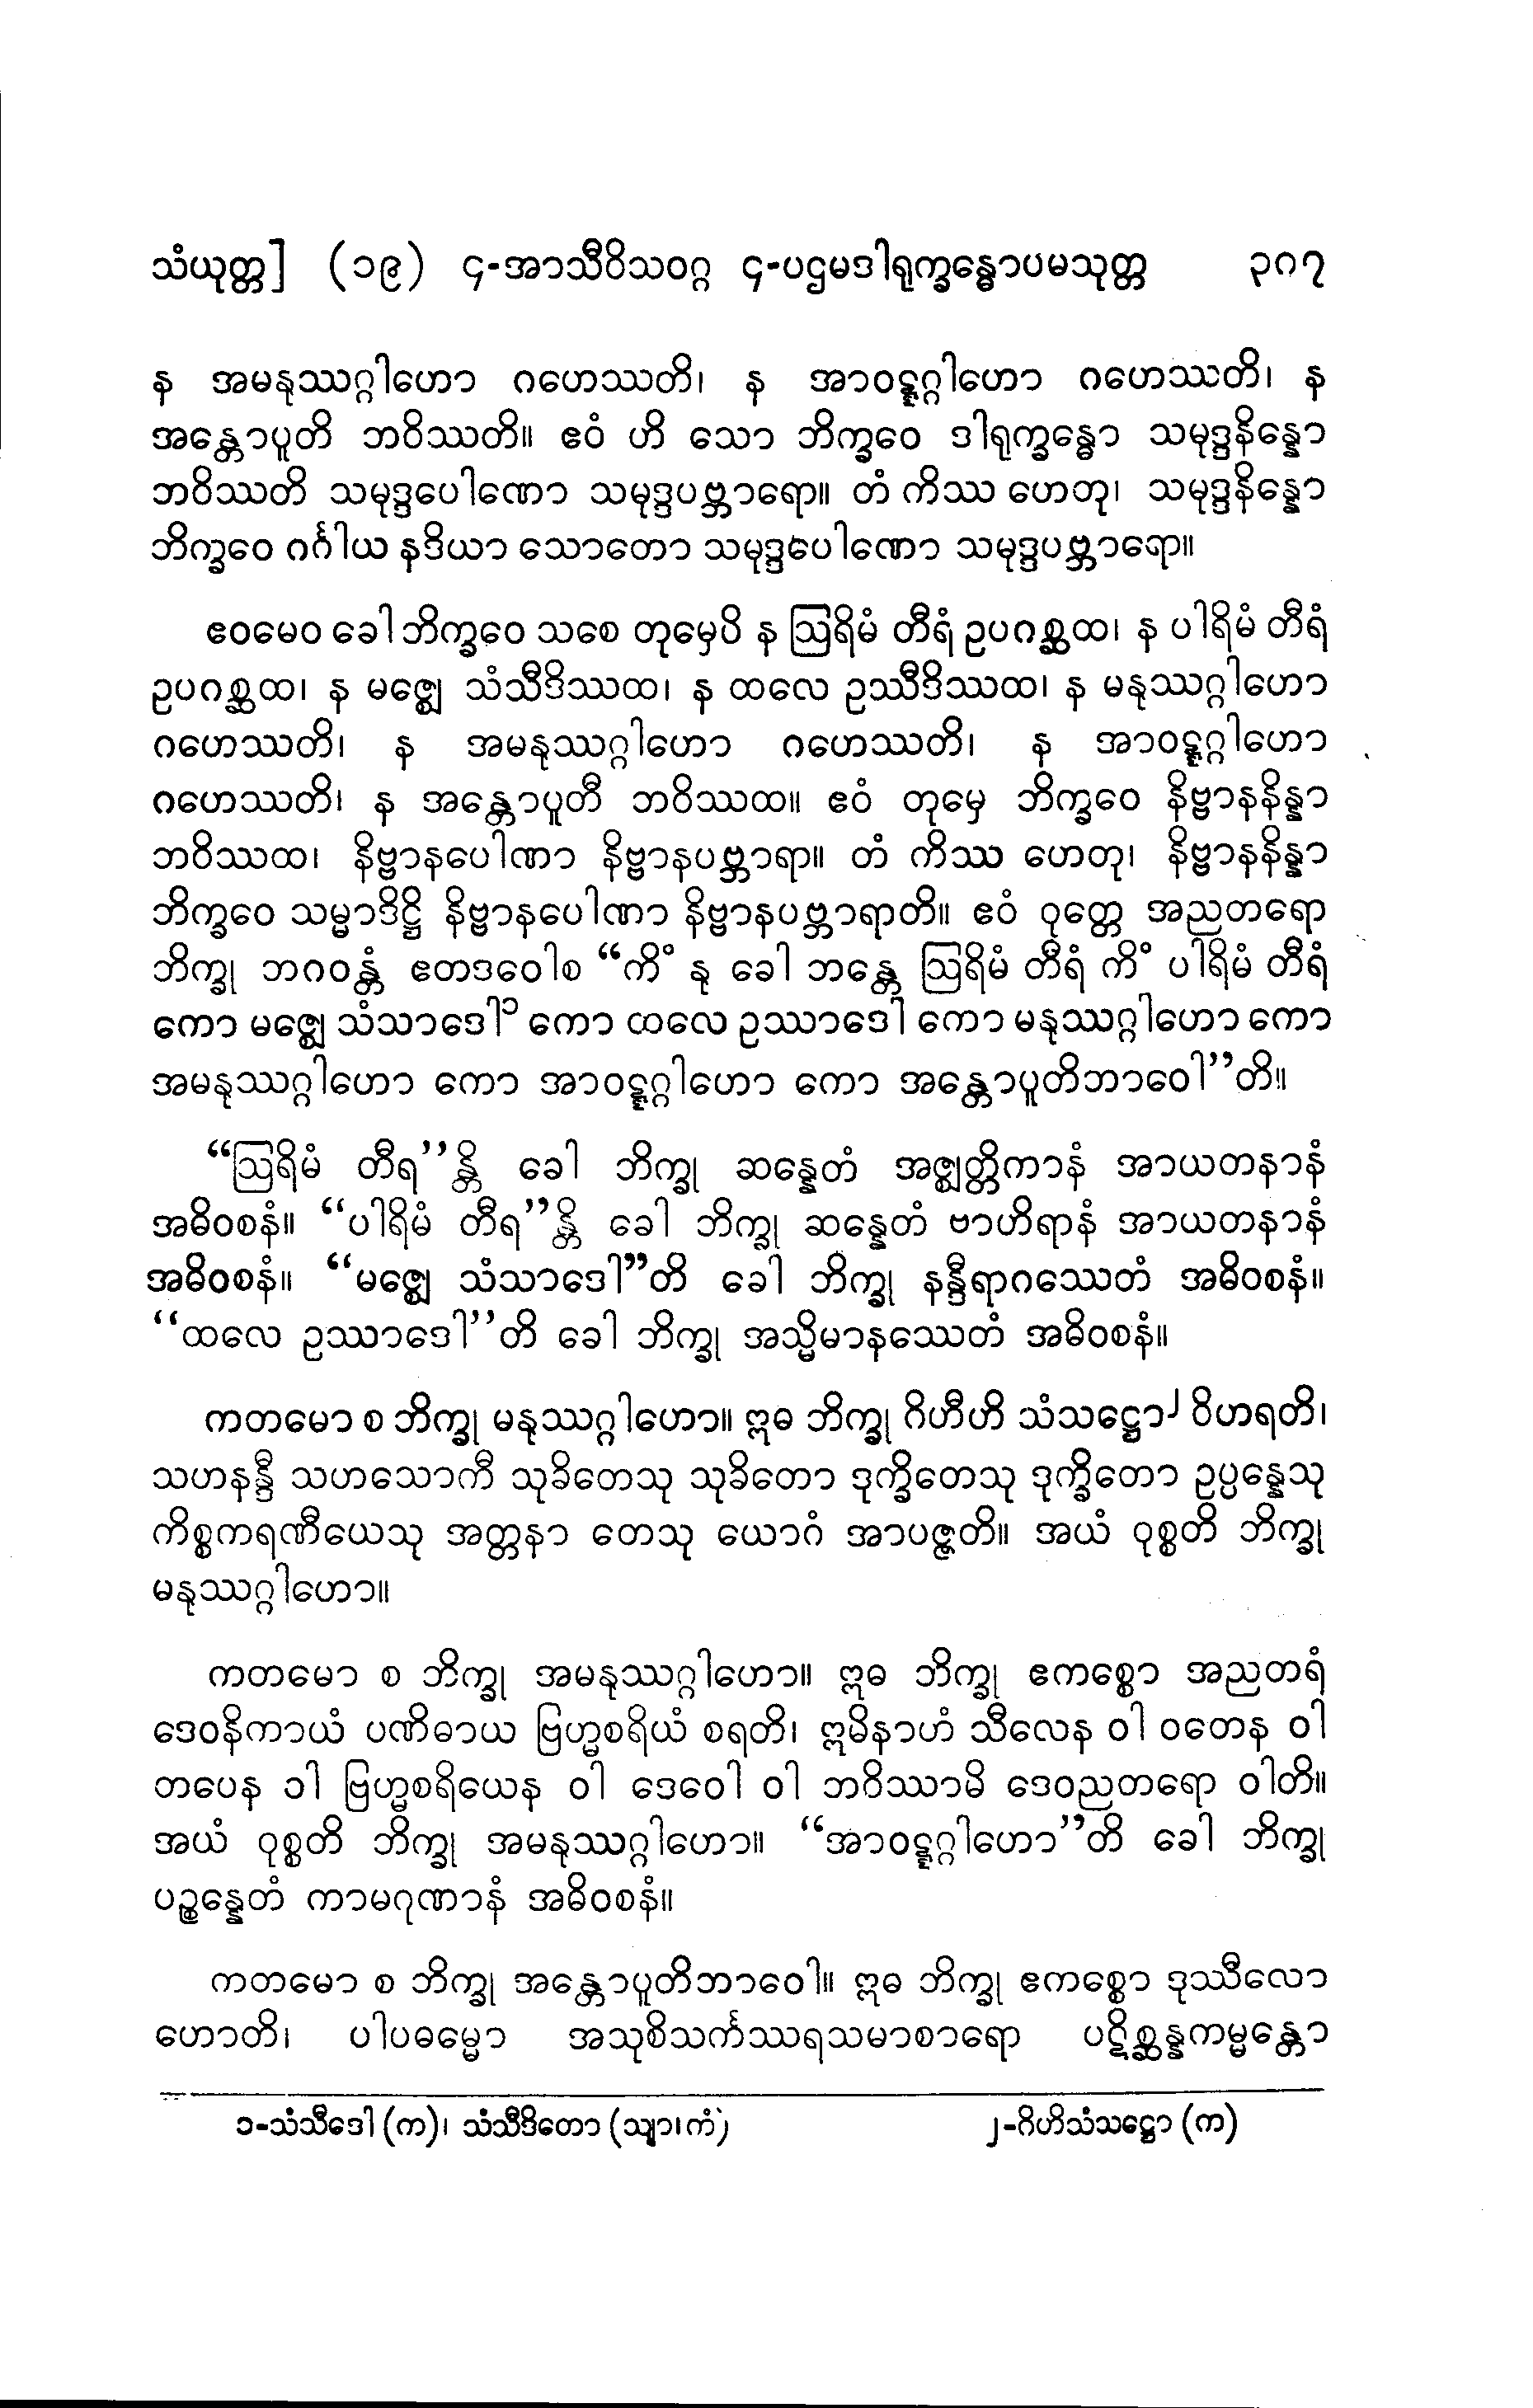 သံယုတ္တ] (၁၉) ၄-အာသီဝိသဝဂ္ဂ ၄-ပဌမဒါရုက္ခန္ဓောပမသုတ္တ ၃၈၇
န အမနုဿဂ္ဂါဟော ဂဟေဿတိ၊ န အာဝဋ္ဋဂ္ဂါဟော ဂဟေဿတိ၊ န
အန္တောပူတိ ဘဝိဿတိ။ ဧဝံ ဟိ သော ဘိက္ခဝေ ဒါရုက္ခန္ဓော သမုဒ္ဒနိန္နော
ဘဝိဿတိ သမုဒ္ဒပေါဏော သမုဒ္ဒပဗ္ဘာရော။ တံ ကိဿ ဟေတု၊ သမုဒ္ဒနိန္နော
ဘိက္ခဝေ ဂင်္ဂါယ နဒိယာ သောတော သမုဒ္ဒပေါဏော သမုဒ္ဒပဗ္ဘာရော။
ဧဝမေဝ ခေါ ဘိက္ခဝေ သစေ တုမှေပိ န ဩရိမံ တီရံ ဥပဂစ္ဆထ၊ န ပါရိမံ တီရံ
ဥပဂစ္ဆထ၊ န မဇ္ဈေ သံသီဒိဿထ၊ န ထလေ ဥဿီဒိဿထ၊ န မနုဿဂ္ဂါဟော
ဂဟေဿတိ၊ န အမနုဿဂ္ဂါဟော ဂဟေဿတိ၊ န အာဝဋ္ဋဂ္ဂါဟော
ဂဟေဿတိ၊ န အန္တောပူတီ ဘဝိဿထ။ ဧဝံ တုမှေ ဘိက္ခဝေ နိဗ္ဗာနနိန္နာ
ဘဝိဿထ၊ နိဗ္ဗာနပေါဏာ နိဗ္ဗာနပဗ္ဘာရာ။ တံ ကိဿ ဟေတု၊ နိဗ္ဗာနနိန္နာ
ဘိက္ခဝေ သမ္မာဒိဋ္ဌိ နိဗ္ဗာနပေါဏာ နိဗ္ဗာနပဗ္ဘာရာတိ။ ဧဝံ ဝုတ္တေ အညတရော
ဘိက္ခု ဘဂဝန္တံ ဧတဒဝေါစ “ကိံ နု ခေါ ဘန္တေ ဩရိမံ တီရံ ကိံ ပါရိမံ တီရံ
ကော မဇ္ဈေ သံသာဒေါ၁ ကော ထလေ ဥဿာဒေါ ကော မနုဿဂ္ဂါဟော ကော
အမနုဿဂ္ဂါဟော ကော အာဝဋ္ဋဂ္ဂါဟော ကော အန္တောပူတိဘာဝေါ”တိ။
“ဩရိမံ တီရ”န္တိ ခေါ ဘိက္ခု ဆန္နေတံ အဇ္ဈတ္တိကာနံ အာယတနာနံ
အဓိဝစနံ။ “ပါရိမံ တီရ”န္တိ ခေါ ဘိက္ခု ဆန္နေတံ ဗာဟိရာနံ အာယတနာနံ
အဓိဝစနံ။ “မဇ္ဈေ သံသာဒေါ”တိ ခေါ ဘိက္ခု နန္ဒီရာဂဿေတံ အဓိဝစနံ။
“ထလေ ဥဿာဒေါ”တိ ခေါ ဘိက္ခု အသ္မိမာနဿေတံ အဓိဝစနံ။
ကတမော စ ဘိက္ခု မနုဿဂ္ဂါဟော။ ဣဓ ဘိက္ခု ဂိဟီဟိ သံသဋ္ဌော၂ ဝိဟရတိ၊
သဟနန္ဒီ သဟသောကီ သုခိတေသု သုခိတော ဒုက္ခိတေသု ဒုက္ခိတော ဥပ္ပန္နေသု
ကိစ္စကရဏီယေသု အတ္တနာ တေသု ယောဂံ အာပဇ္ဇတိ။ အယံ ဝုစ္စတိ ဘိက္ခု
မနုဿဂ္ဂါဟော။
ကတမော စ ဘိက္ခု အမနုဿဂ္ဂါဟော။ ဣဓ ဘိက္ခု ဧကစ္စော အညတရံ
ဒေဝနိကာယံ ပဏိဓာယ ဗြဟ္မစရိယံ စရတိ၊ ဣမိနာဟံ သီလေန ဝါ ဝတေန ဝါ
တပေန ဝါ ဗြဟ္မစရိယေန ဝါ ဒေဝေါ ဝါ ဘဝိဿာမိ ဒေဝညတရော ဝါတိ။
အယံ ဝုစ္စတိ ဘိက္ခု အမနုဿဂ္ဂါဟော။ “အာဝဋ္ဋဂ္ဂါဟော”တိ ခေါ ဘိက္ခု
ပဉ္စန္နေတံ ကာမဂုဏာနံ အဓိဝစနံ။
ကတမော စ ဘိက္ခု အန္တောပူတိဘာဝေါ။ ဣဓ ဘိက္ခု ဧကစ္စော ဒုဿီလော
ဟောတိ၊ ပါပဓမ္မော အသုစိသင်္ကဿရသမာစာရော ပဋိစ္ဆန္နကမ္မန္တော
၁-သံသီဒေါ (က)၊ သံသီဒိတော (သျာ၊ကံ)
၂-ဂိဟိသံသဋ္ဌော (က)